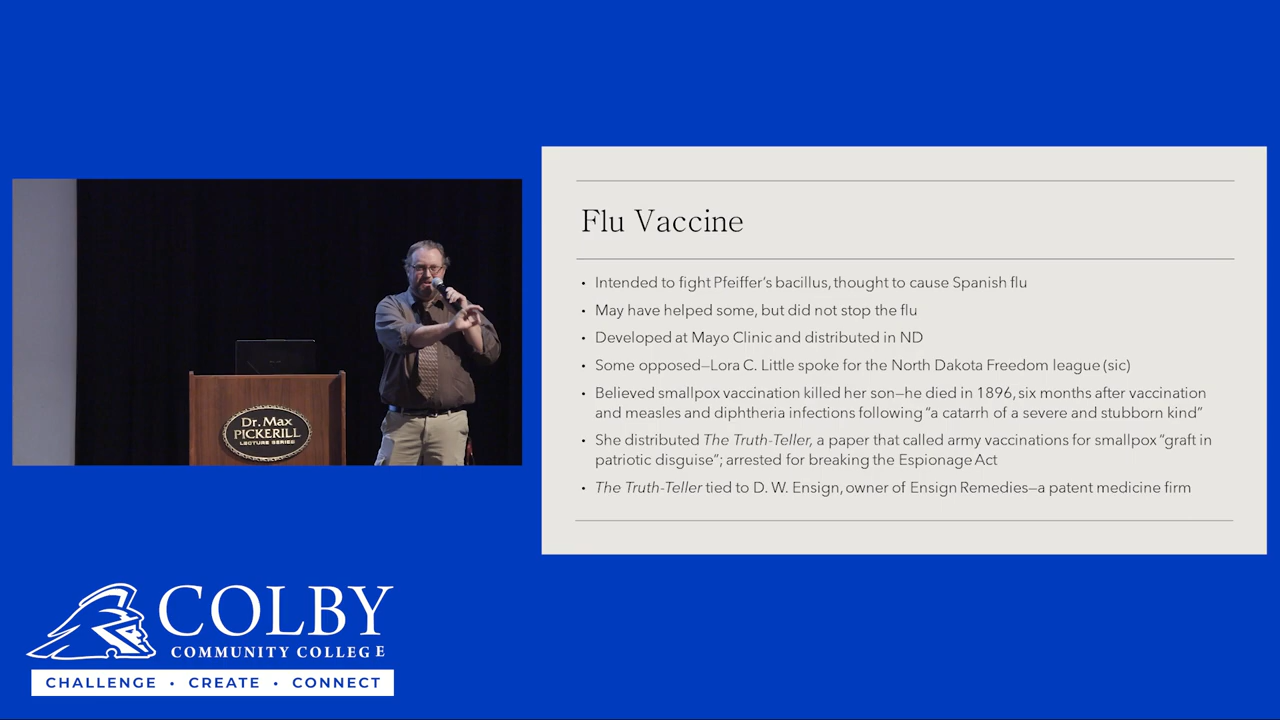 Flu Vaccine
• Intended to fight Pfeiffer's bacillus, thought to cause Spanish flu
• May have helped some, but did not stop the flu
• Developed at Mayo Clinic and distributed in ND
• Some opposed—Lora C. Little spoke for the North Dakota Freedom league (sic)
• Believed smallpox vaccination killed her son—he died in 1896, six months after vaccination
and measles and diphtheria infections following “a catarrh of a severe and stubborn kind”
• She distributed The Truth-Teller, a paper that called army vaccinations for smallpox “graft in
patriotic disguise”; arrested for breaking the Espionage Act
• The Truth-Teller tied to D. W. Ensign, owner of Ensign Remedies—a patent medicine firm
Dr. Max
PICKERILL
LECTURE SERIES
COLBY
COMMUNITY COLLEGE
CHALLENGE • CREATE • CONNECT